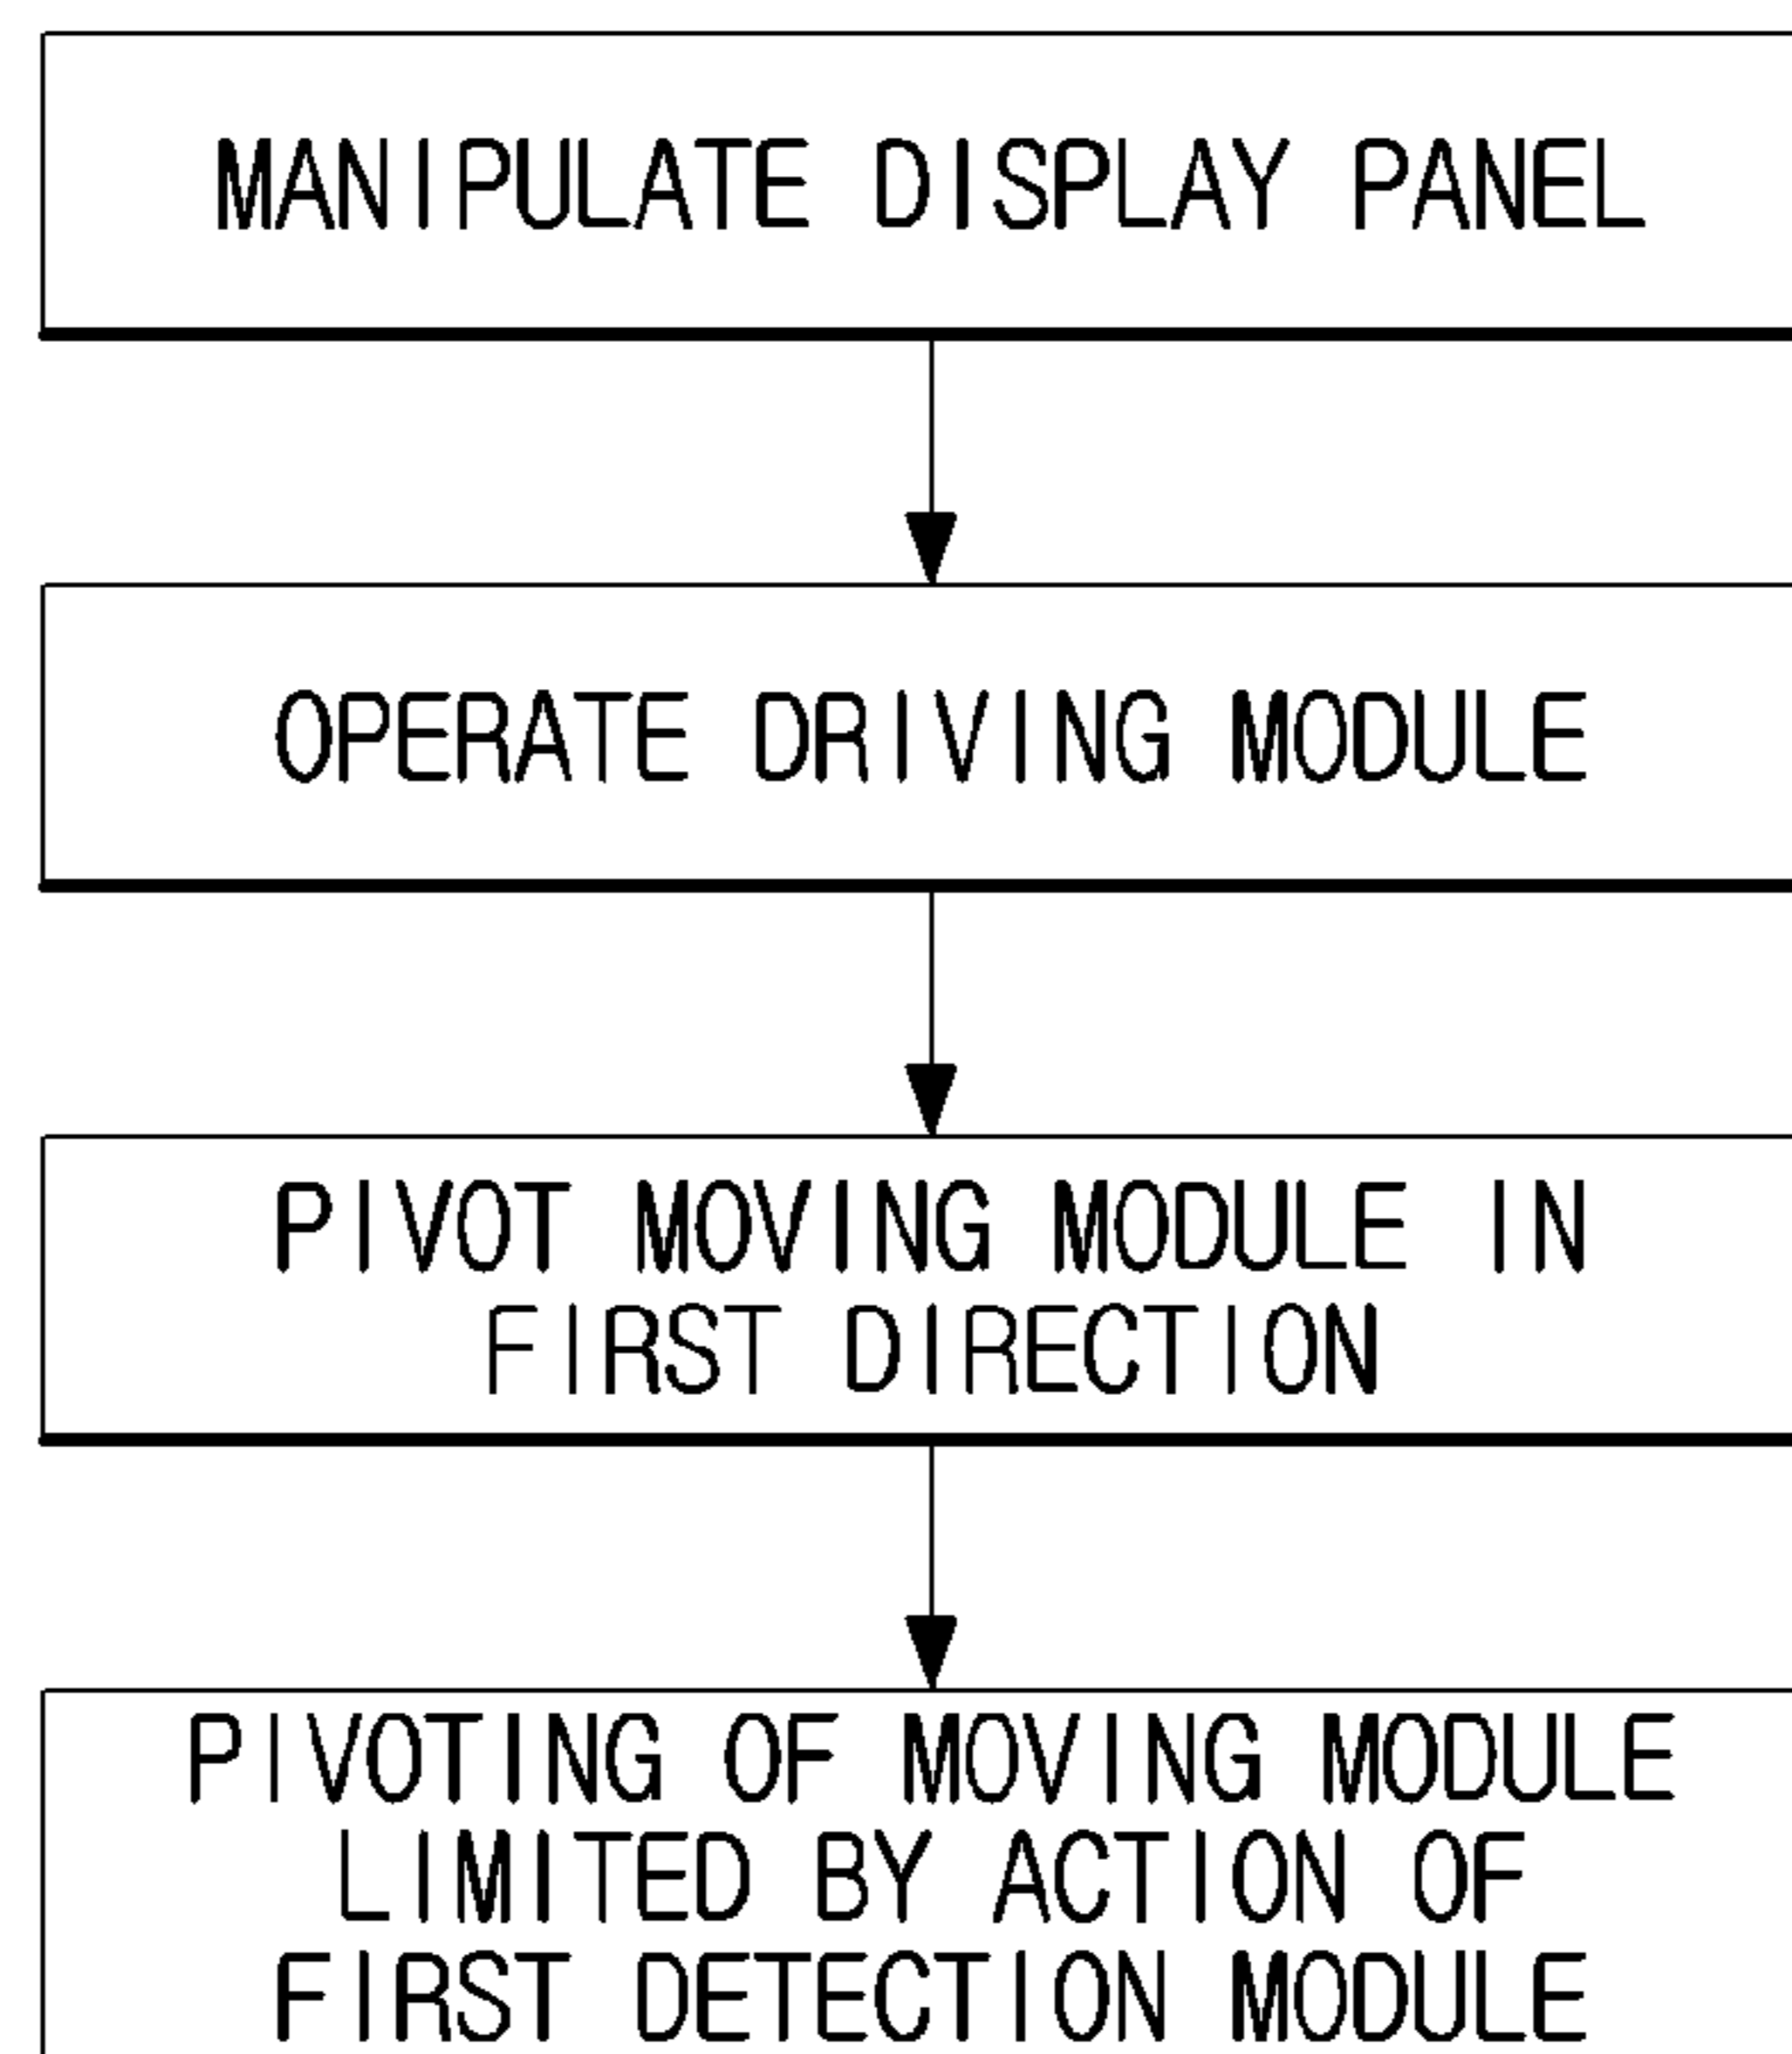 MANIPULATE DISPLAY PANEL
OPERATE DRIVING MODULE
PIVOT MOVING MODULE IN
FIRST DIRECTION
PIVOTING OF MOVING MODULE
LIMITED BY ACTION OF
FIRST DETECTION MODULE